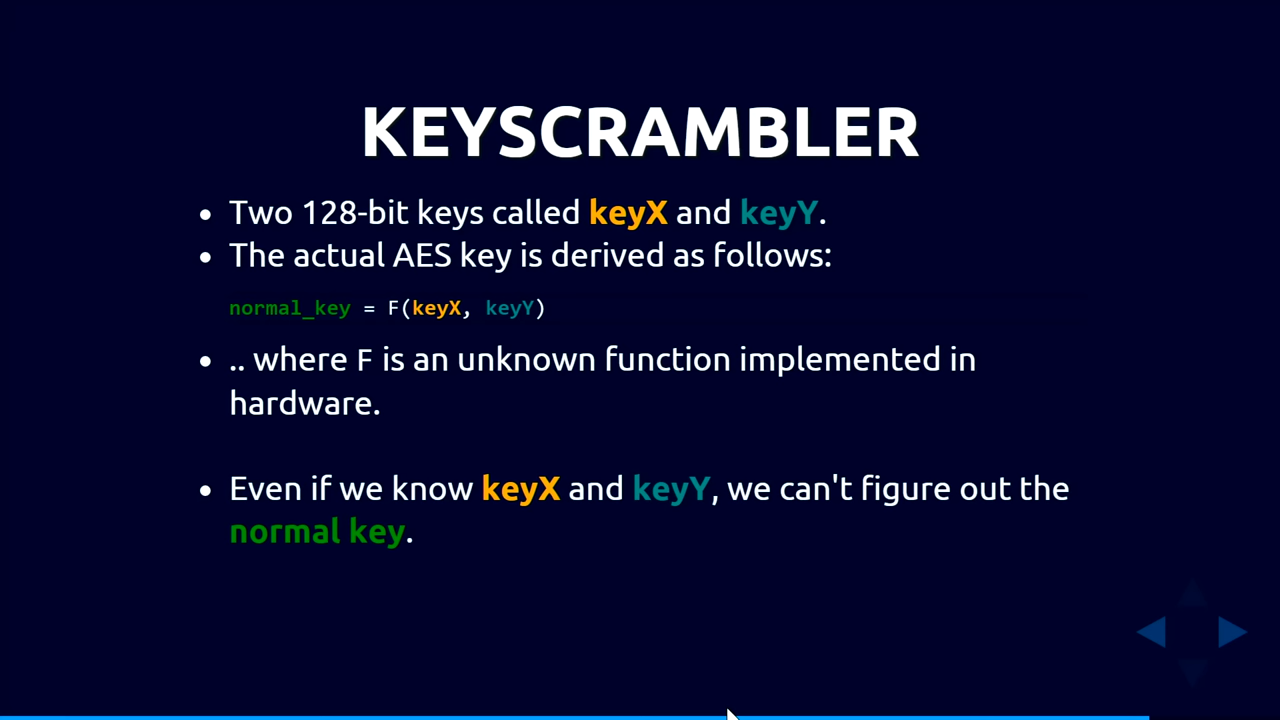 KEYSCRAMBLER
• Two 128-bit keys called keyX and keyY.
• The actual AES key is derived as follows:
normal_key = F(keyX, keyY)
• .. where F is an unknown function implemented in
hardware.
• Even if we know keyX and keyY, we can't figure out the
normal key.